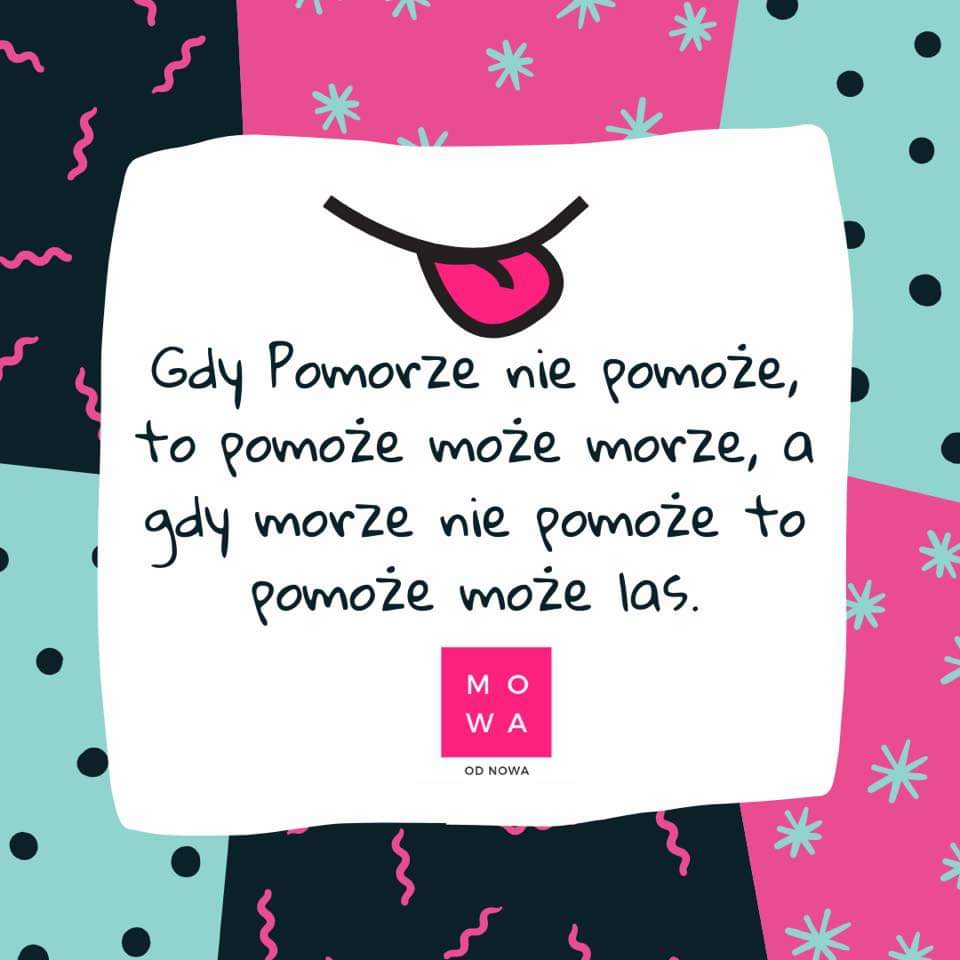 Gdy Pomorze nie pomoże,
to pomoże może morze, a
gdy morze nie pomoże to
pomoże może las.
M O
W A
OD NOWA